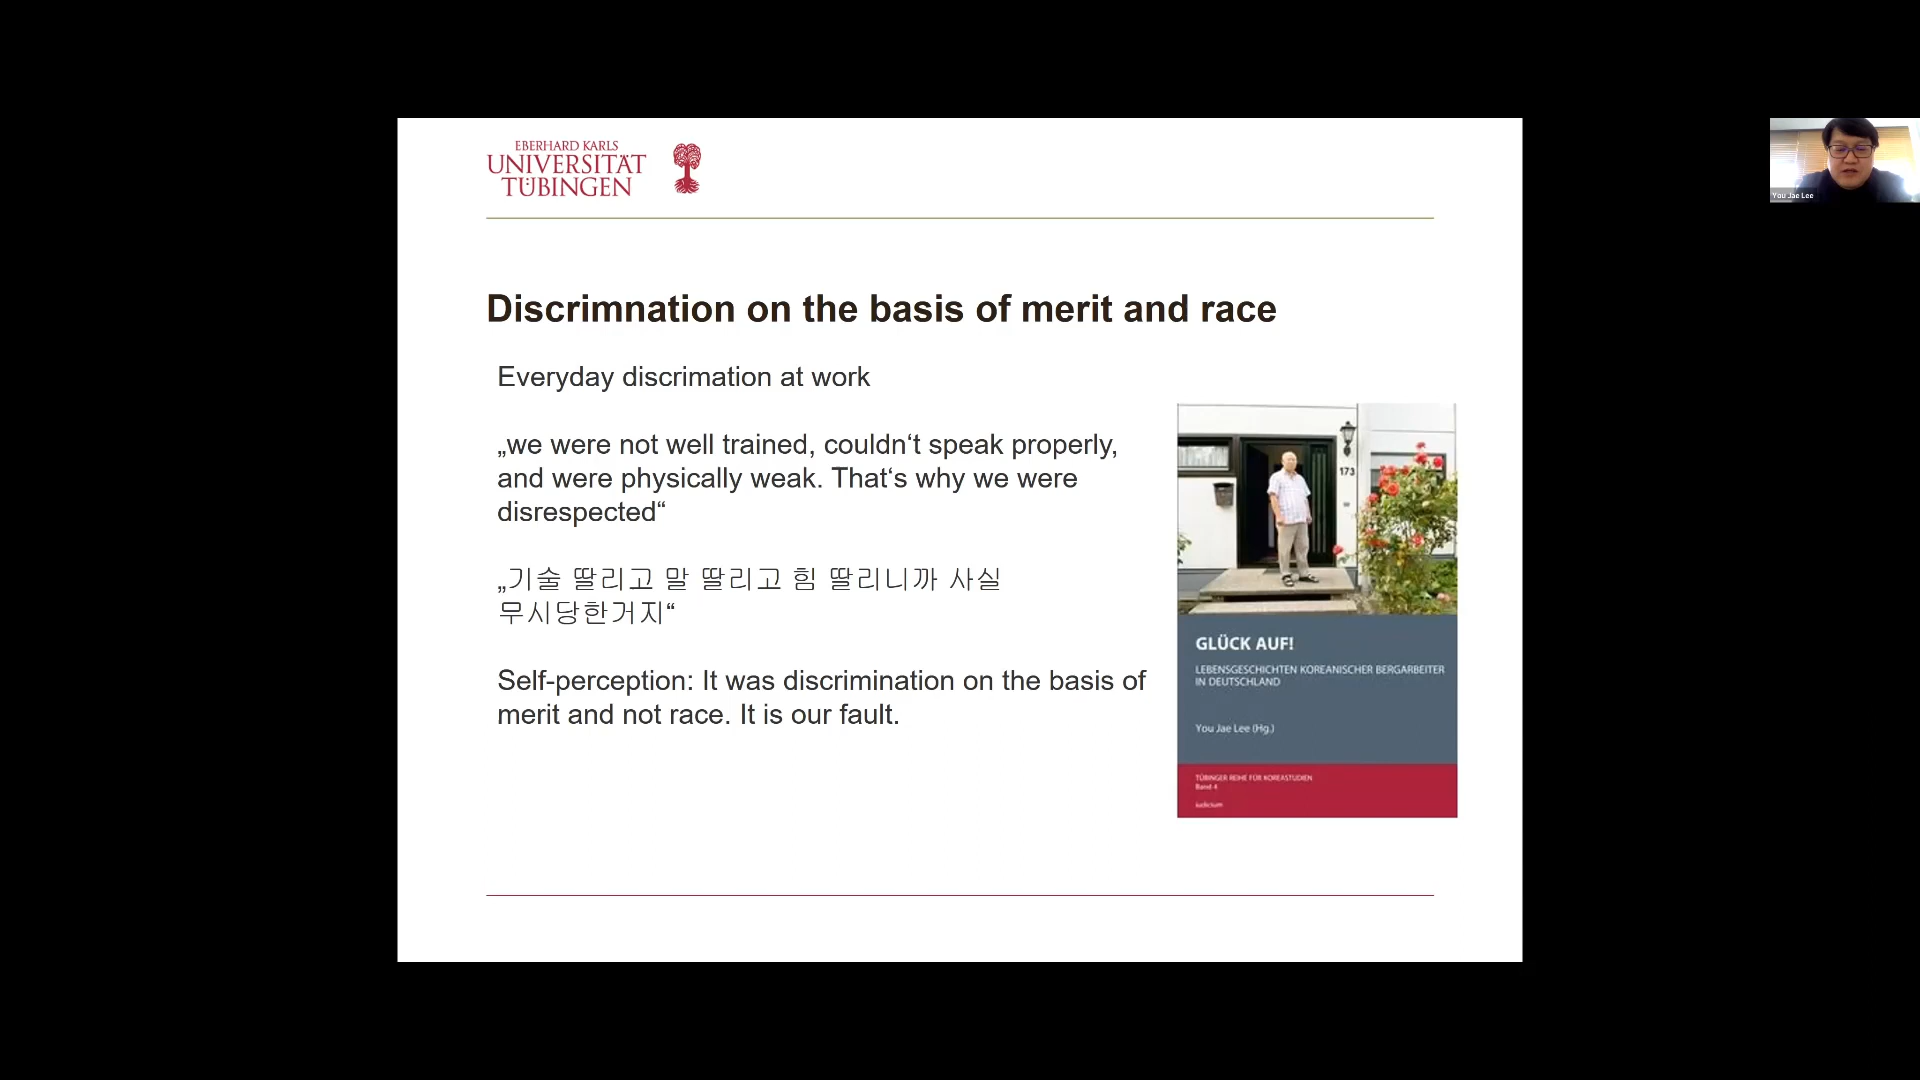 EBERHARD KARLS
UNIVERSITÄT
TÜBINGEN
Discrimnation on the basis of merit and race
Everyday discrimation at work
„we were not well trained, couldn‘t speak properly,
and were physically weak. That‘s why we were
disrespected“
„기술 딸리고 말 딸리고 힘 딸리니까 사실
무시당한거지“
Self-perception: It was discrimination on the basis of
merit and not race. It is our fault.
173
GLÜCK AUF!
LEBENSGESCHICHTEN KOREANISCHER BERGARBEITER
IN DEUTSCHLAND
You Jae Lee (Hg.)
TÜBINGER REIHE FÜR KOREASTUDIEN
Band 4
iudicium
You Jae Lee